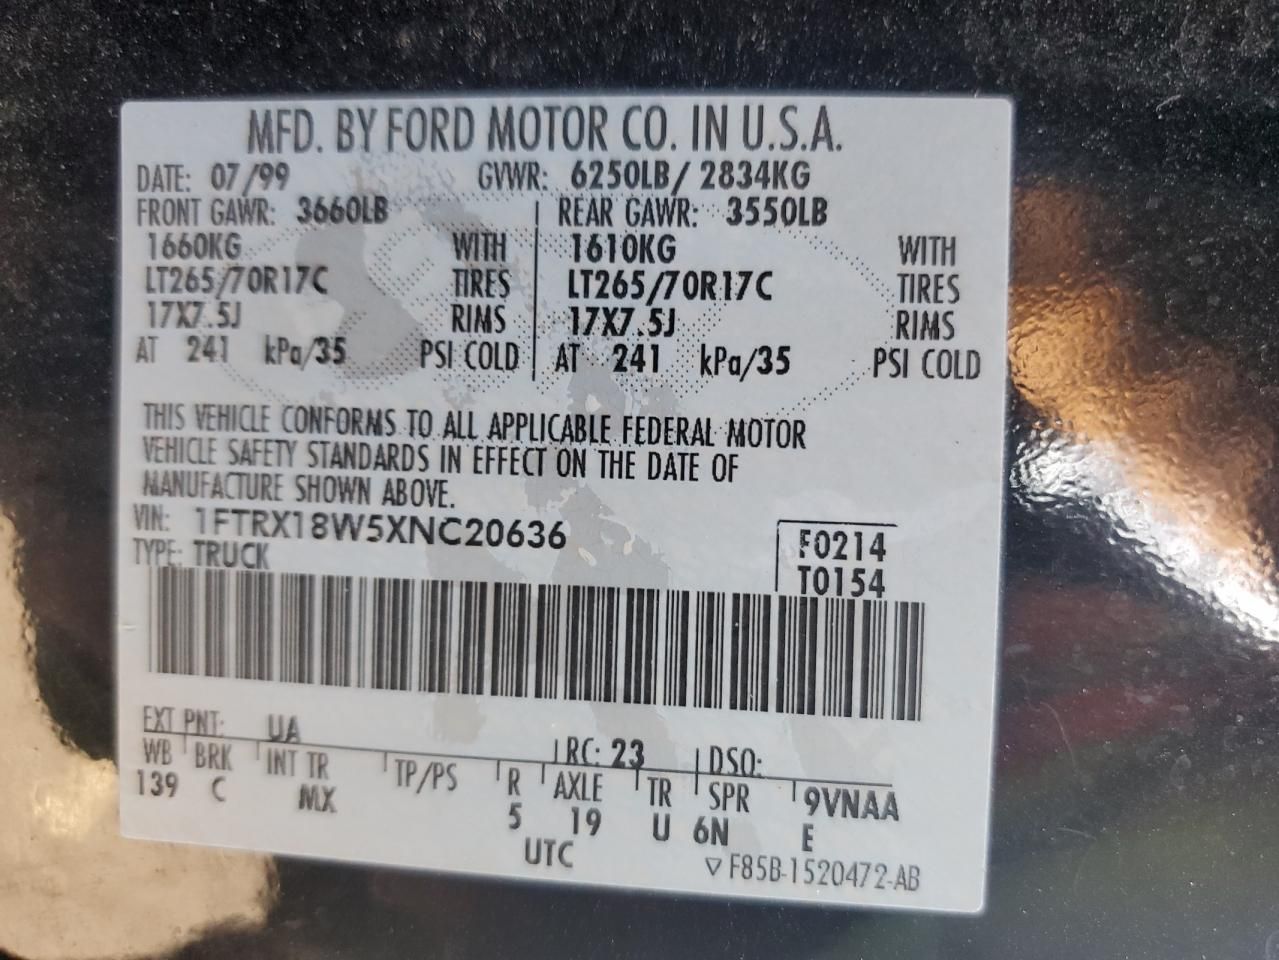 MFD. BY FORD MOTOR CO. IN U.S.A.
DATE: 07/99 GVWR: 6250LB/ 2834KG
FRONT GAWR: 3660LB REAR GAWR: 3550LB
1660KG WITH 1610KG WITH
LT265/70R17C TIRES LT265/70R17C TIRES
17X7.5J RIMS 17X7.5J RIMS
AT 241 kPa/35 PSI COLD AT 241 kPa/35 PSI COLD
THIS VEHICLE CONFORMS TO ALL APPLICABLE FEDERAL MOTOR
VEHICLE SAFETY STANDARDS IN EFFECT ON THE DATE OF
MANUFACTURE SHOWN ABOVE.
VIN: 1FTRX18W5XNC20636
TYPE: TRUCK
F0214
T0154
EXT PNT: UA RC: 23 DSO:
WB BRK INT TR TP/PS R AXLE TR SPR 9VNAA
139 C MX 5 19 U 6N E
UTC
▽ F85B-1520472-AB